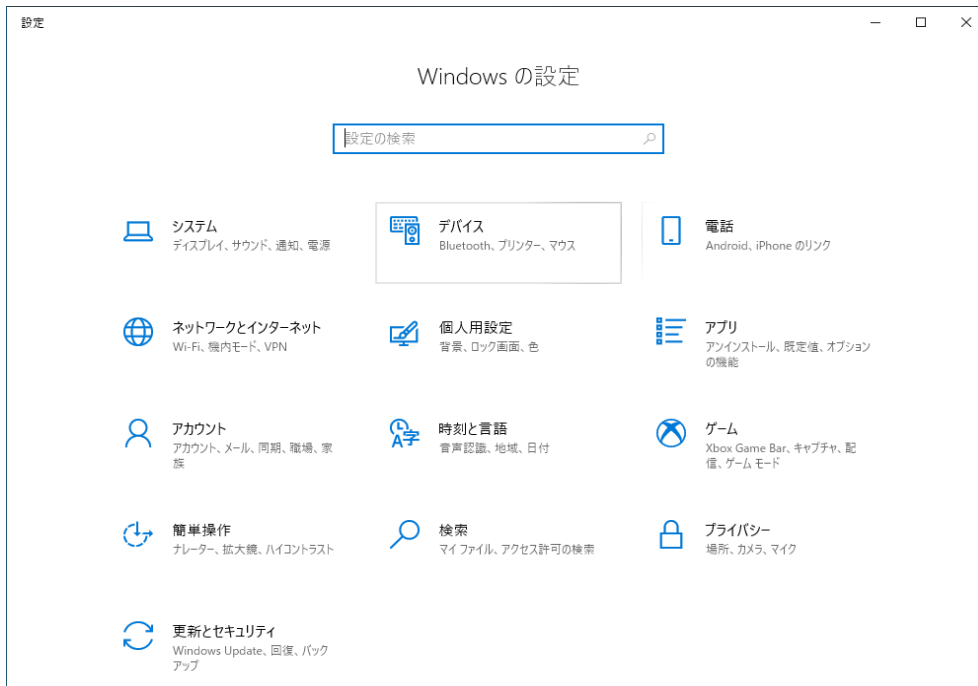 設定
Windows の設定
設定の検索
システム
ディスプレイ、サウンド、通知、電源
デバイス
Bluetooth、プリンター、マウス
電話
Android、iPhone のリンク
ネットワークとインターネット
Wi-Fi、機内モード、VPN
個人用設定
背景、ロック画面、色
アプリ
アンインストール、既定値、オプション
の機能
アカウント
アカウント、メール、同期、職場、家
族
時刻と言語
音声認識、地域、日付
ゲーム
Xbox Game Bar、キャプチャ、配
信、ゲーム モード
簡単操作
ナレーター、拡大鏡、ハイコントラスト
検索
マイ ファイル、アクセス許可の検索
プライバシー
場所、カメラ、マイク
更新とセキュリティ
Windows Update、回復、バック
アップ